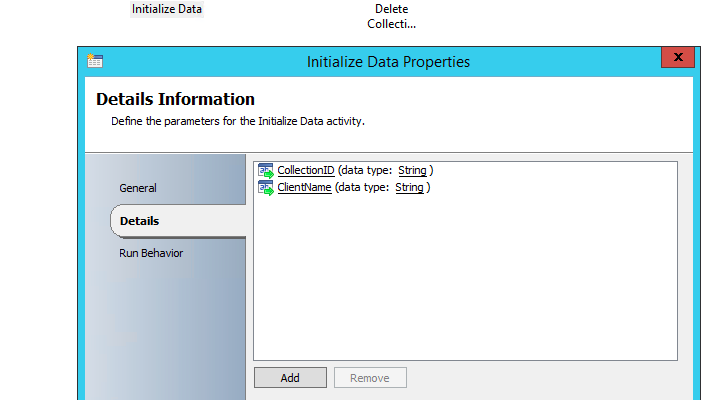 Initialize Data
Delete
Collecti...
Initialize Data Properties
x
Details Information
Define the parameters for the Initialize Data activity.
General
Details
Run Behavior
CollectionID (data type: String )
ClientName (data type: String )
Add
Remove